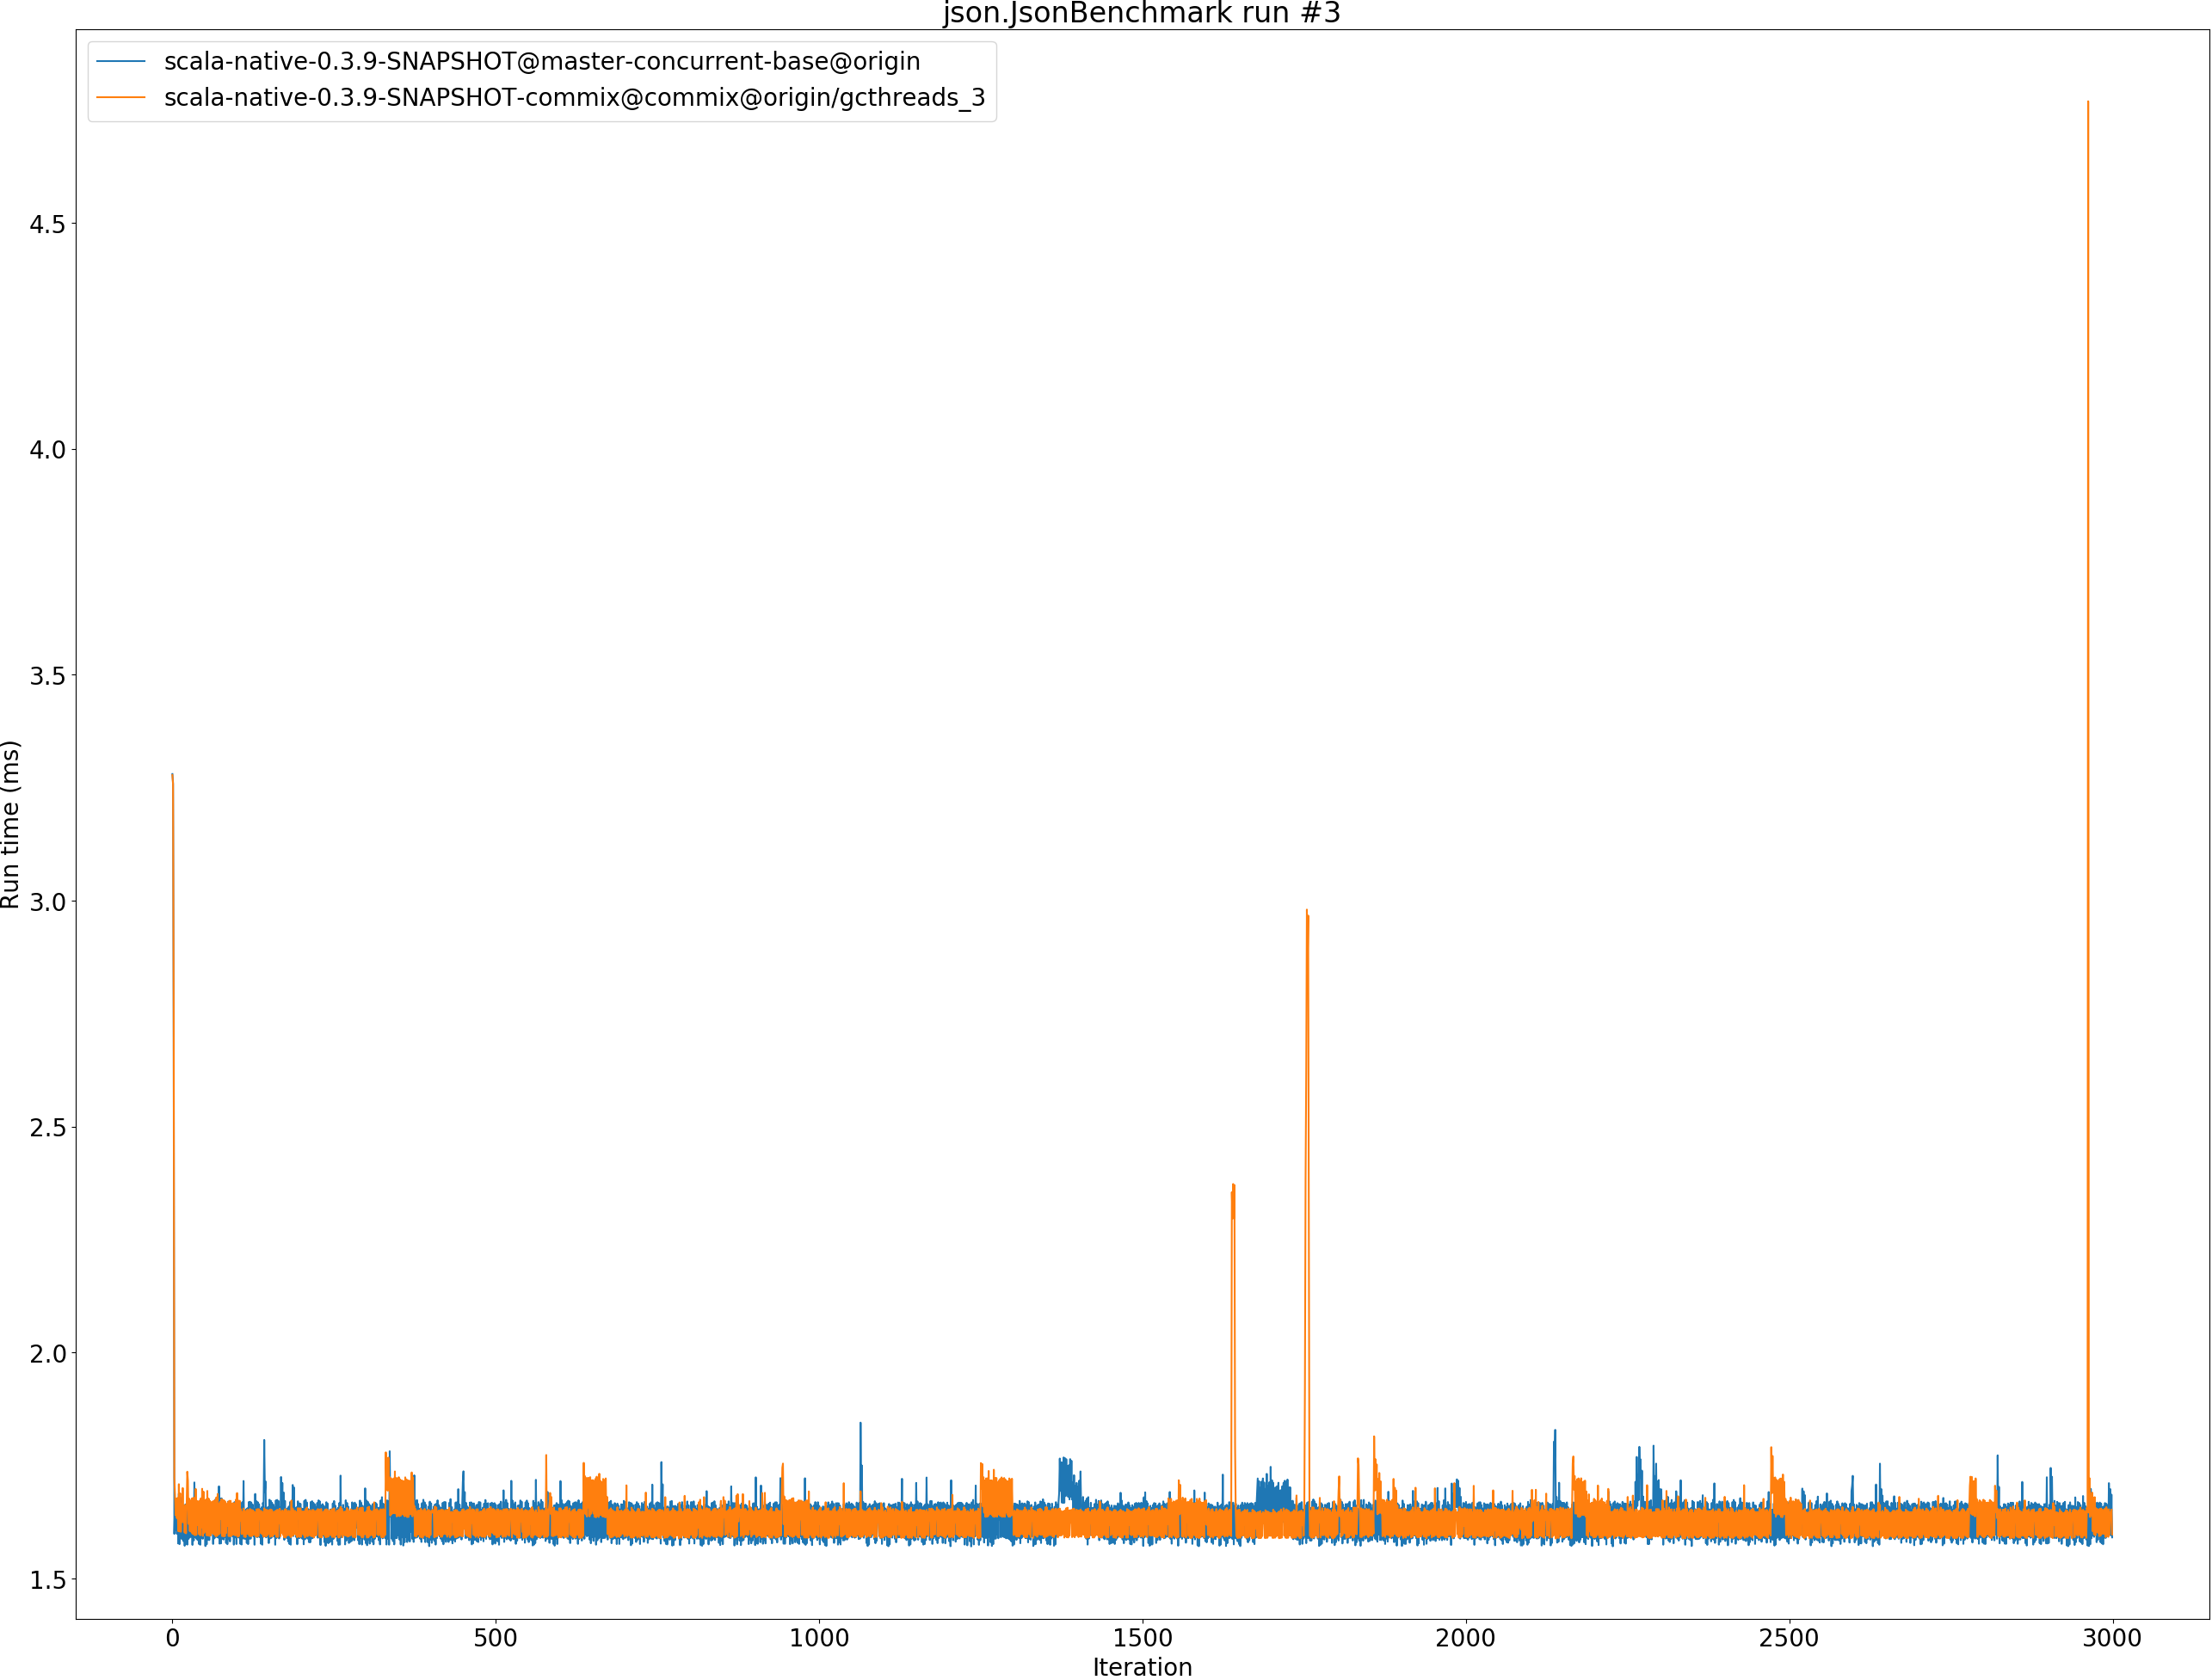 json.JsonBenchmark run #3
scala-native-0.3.9-SNAPSHOT@master-concurrent-base@origin
scala-native-0.3.9-SNAPSHOT-commix@commix@origin/gcthreads_3
4.5
4.0
3.5
3.0
2.5
2.0
1.5
Run time (ms)
0 500 1000 1500 2000 2500 3000
Iteration